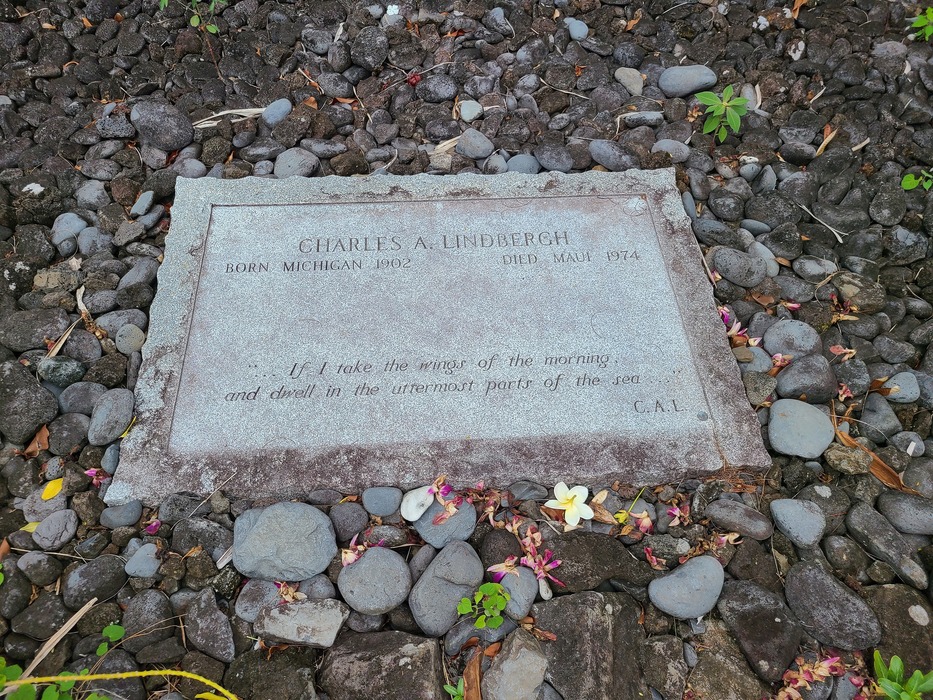 CHARLES A. LINDBERGH
BORN MICHIGAN 1902 DIED MAUI 1974
"... If I take the wings of the morning,
and dwell in the uttermost parts of the sea ..."
C.A.L.